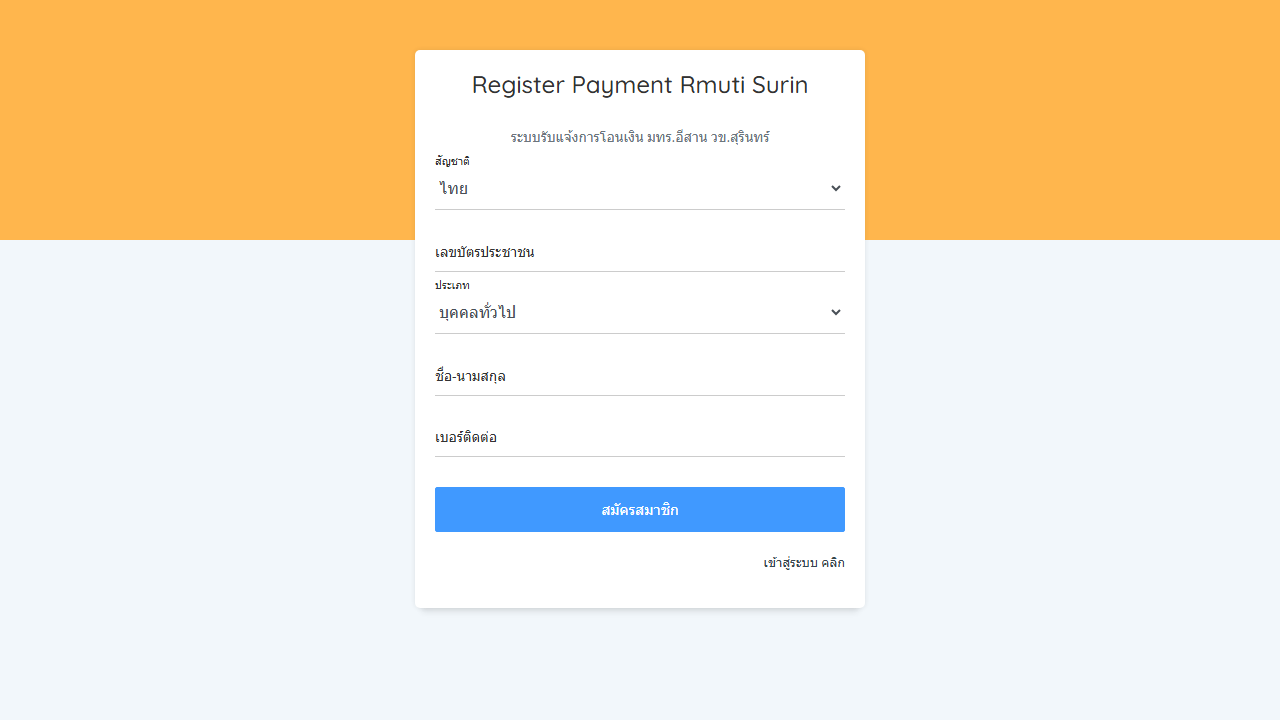 Register Payment Rmuti Surin
ระบบรับแจ้งการโอนเงิน มทร.อีสาน วข.สุรินทร์
สัญชาติ
ไทย
เลขบัตรประชาชน
ประเภท
บุคคลทั่วไป
ชื่อ-นามสกุล
เบอร์ติดต่อ
สมัครสมาชิก
เข้าสู่ระบบ คลิก